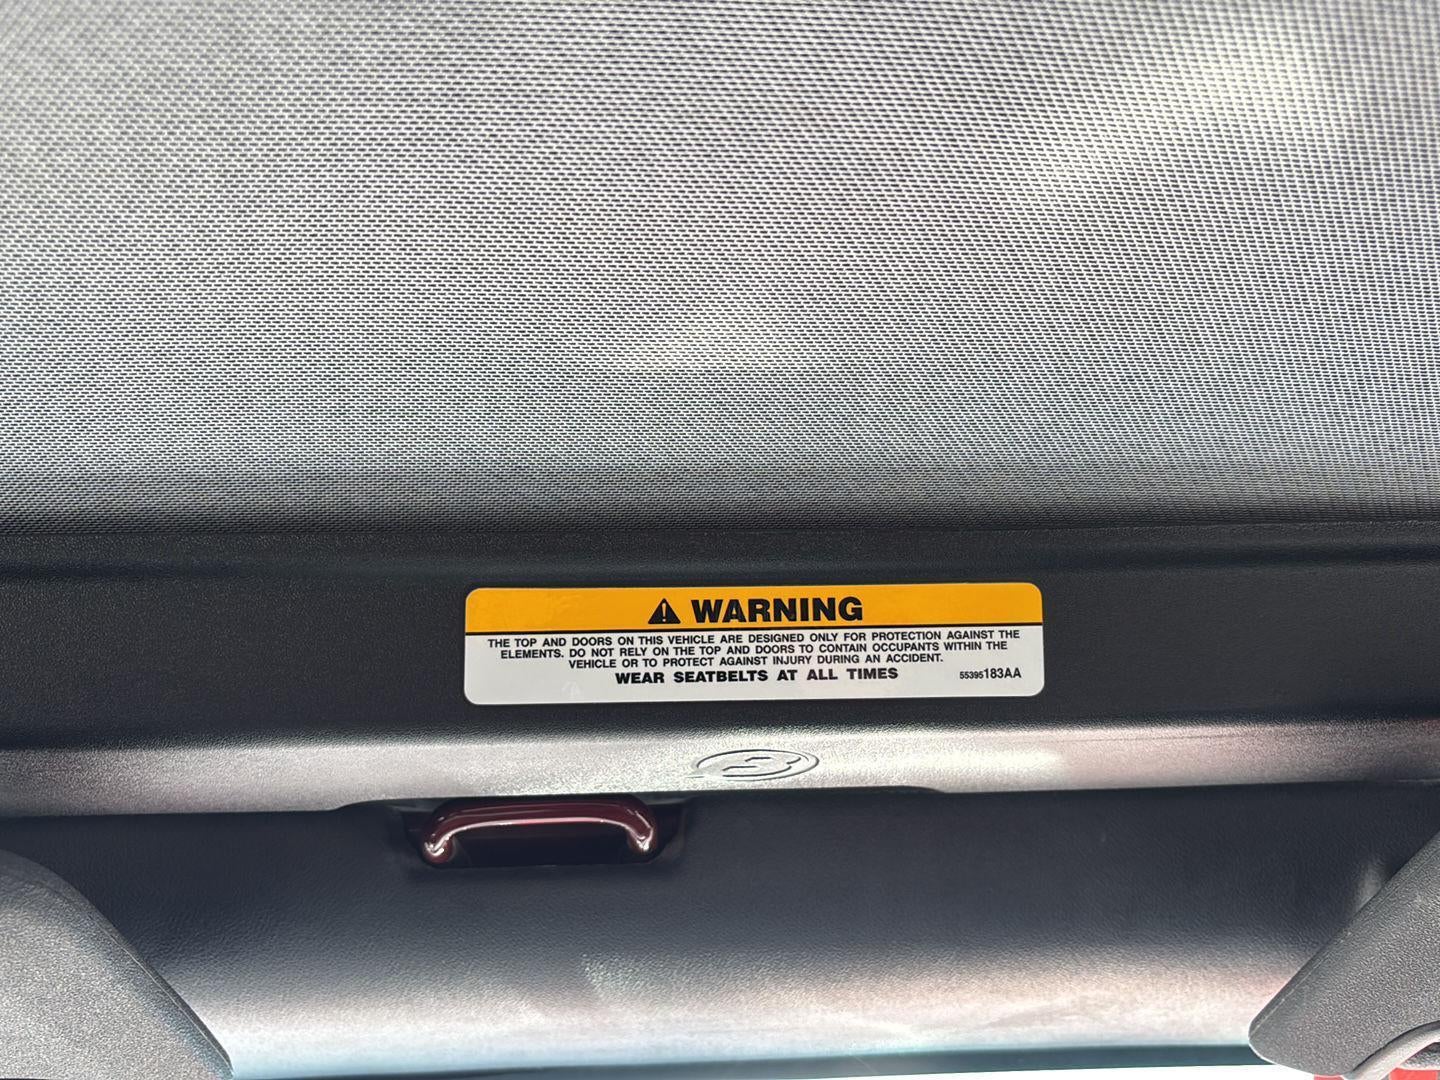 WARNING
THE TOP AND DOORS ON THIS VEHICLE ARE DESIGNED ONLY FOR PROTECTION AGAINST THE
ELEMENTS. DO NOT RELY ON THE TOP AND DOORS TO CONTAIN OCCUPANTS WITHIN THE
VEHICLE OR TO PROTECT AGAINST INJURY DURING AN ACCIDENT.
WEAR SEATBELTS AT ALL TIMES
55395183AA